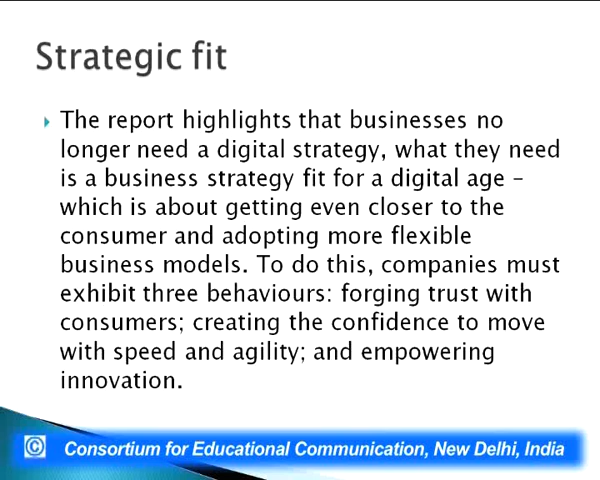 Strategic fit
The report highlights that businesses no
longer need a digital strategy, what they need
is a business strategy fit for a digital age –
which is about getting even closer to the
consumer and adopting more flexible
business models. To do this, companies must
exhibit three behaviours: forging trust with
consumers; creating the confidence to move
with speed and agility; and empowering
innovation.
© Consortium for Educational Communication, New Delhi, India